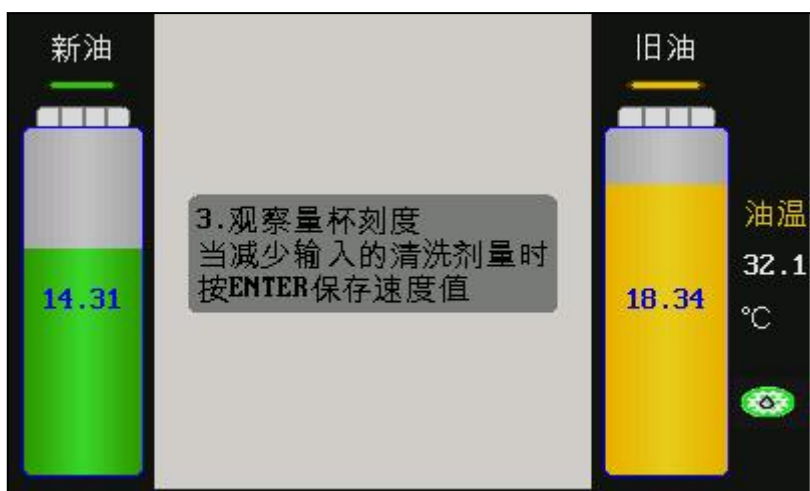 新油
14.31
3.观察量杯刻度
当减少输入的清洗剂量时
按ENTER保存速度值
旧油
18.34
油温
32.1
℃